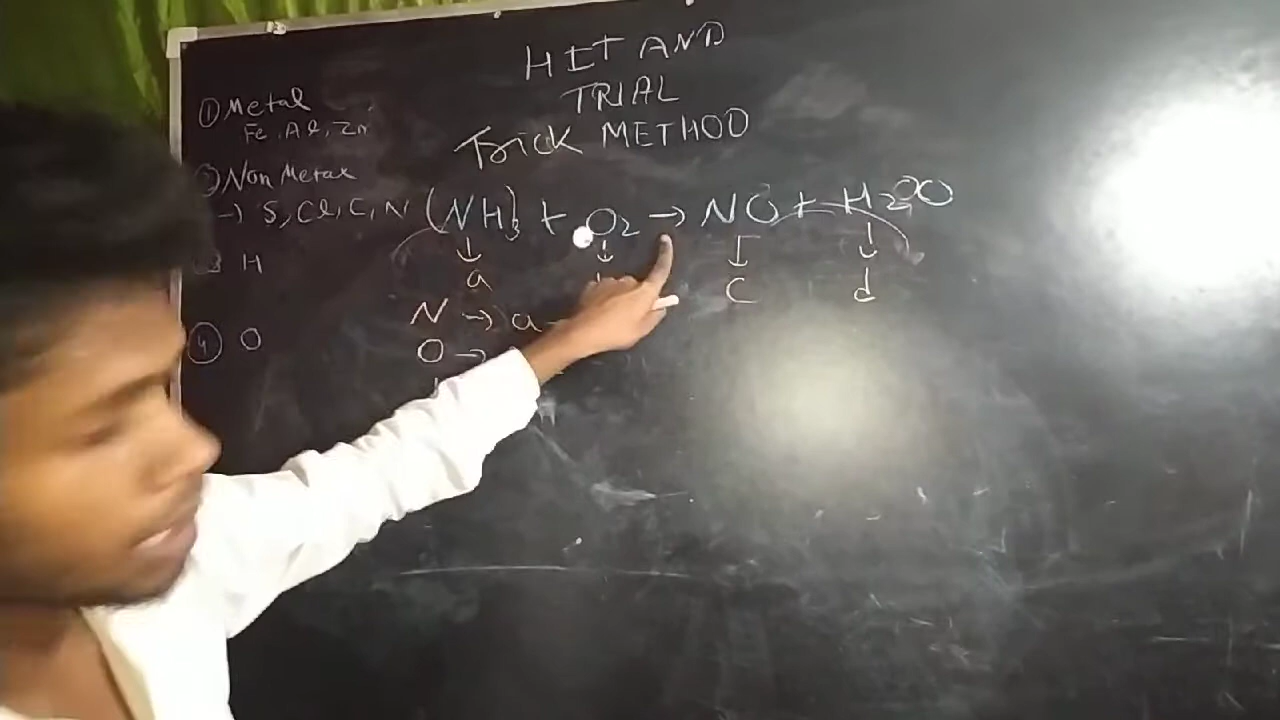 HIT AND
TRIAL
Trick METHOD
① Metal
Fe, Al, Zn
② Non Metal
→ S, Cl, C, N
3 H
④ O
(NH3 + O2 → NO + H2O
↓ ↓ ↓ ↓
a c d
N → a
O →